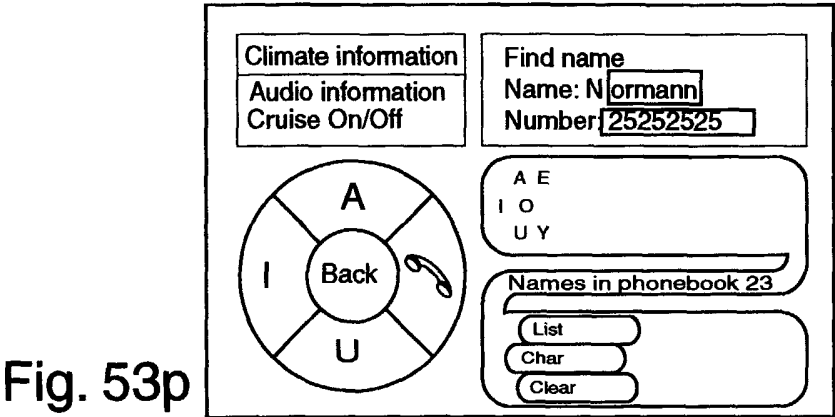 Climate information
Audio information
Cruise On/Off
Find name
Name: Normann
Number: 25252525
A
I
Back
U
A E
I O
U Y
Names in phonebook 23
List
Char
Clear
Fig. 53p